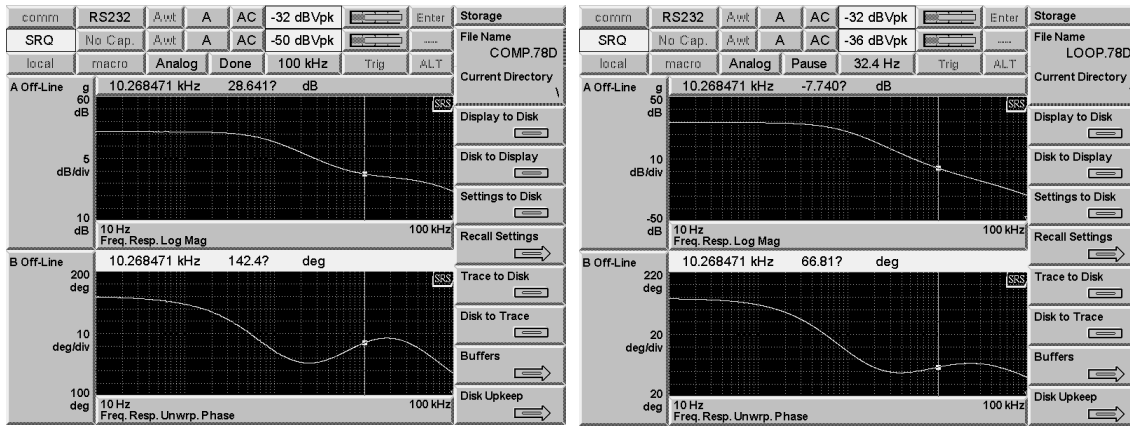 comm RS232 Awt A AC -32 dBVpk Enter
SRQ No Cap. Awt A AC -50 dBVpk ----
local macro Analog Done 100 kHz Trig ALT
A Off-Line g 10.268471 kHz 28.641? dB
60
dB
SRS
5
dB/div
10
dB
10 Hz 100 kHz
Freq. Resp. Log Mag
B Off-Line 10.268471 kHz 142.4? deg
200
deg
SRS
10
deg/div
100
deg
10 Hz 100 kHz
Freq. Resp. Unwrp. Phase
Storage
File Name
COMP.78D
Current Directory
\
Display to Disk
Disk to Display
Settings to Disk
Recall Settings
Trace to Disk
Disk to Trace
Buffers
Disk Upkeep
comm RS232 Awt A AC -32 dBVpk Enter
SRQ No Cap. Awt A AC -36 dBVpk ----
local macro Analog Pause 32.4 Hz Trig ALT
A Off-Line g 10.268471 kHz -7.740? dB
50
dB
SRS
10
dB/div
-50
dB
10 Hz 100 kHz
Freq. Resp. Log Mag
B Off-Line 10.268471 kHz 66.81? deg
220
deg
SRS
20
deg/div
20
deg
10 Hz 100 kHz
Freq. Resp. Unwrp. Phase
Storage
File Name
LOOP.78D
Current Directory
Display to Disk
Disk to Display
Settings to Disk
Recall Settings
Trace to Disk
Disk to Trace
Buffers
Disk Upkeep